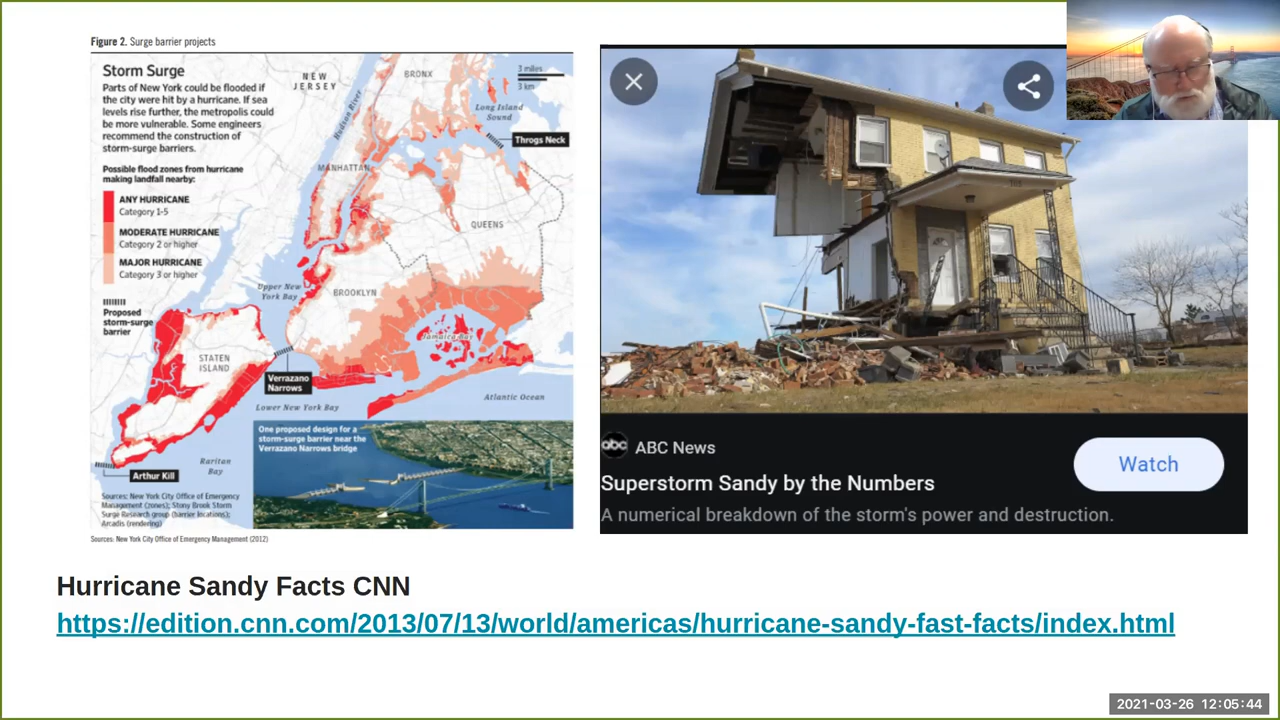 Figure 2. Surge barrier projects
Storm Surge
Parts of New York could be flooded if
the city were hit by a hurricane. If sea
levels rise further, the metropolis could
be more vulnerable. Some engineers
recommend the construction of
storm-surge barriers.
Possible flood zones from hurricane
making landfall nearby:
ANY HURRICANE
Category 1-5
MODERATE HURRICANE
Category 2 or higher
MAJOR HURRICANE
Category 3 or higher
Proposed
storm-surge
barrier
NEW
JERSEY
BRONX
3 miles
3 km
Hudson River
Long Island
Sound
Throgs Neck
MANHATTAN
QUEENS
Upper New
York Bay
BROOKLYN
Jamaica Bay
STATEN
ISLAND
Verrazano
Narrows
Lower New York Bay
Atlantic Ocean
Raritan
Bay
Arthur Kill
One proposed design for a
storm-surge barrier near the
Verrazano Narrows bridge
Sources: New York City Office of Emergency
Management (zones); Stony Brook Storm
Surge Research group (barrier locations);
Arcadis (rendering)
Sources: New York City Office of Emergency Management (2012)
abc ABC News
Superstorm Sandy by the Numbers
A numerical breakdown the storm's power and destruction.
Watch
Hurricane Sandy Facts CNN
https://edition.cnn.com/2013/07/13/world/americas/hurricane-sandy-fast-facts/index.html
2021-03-26 12:05:44